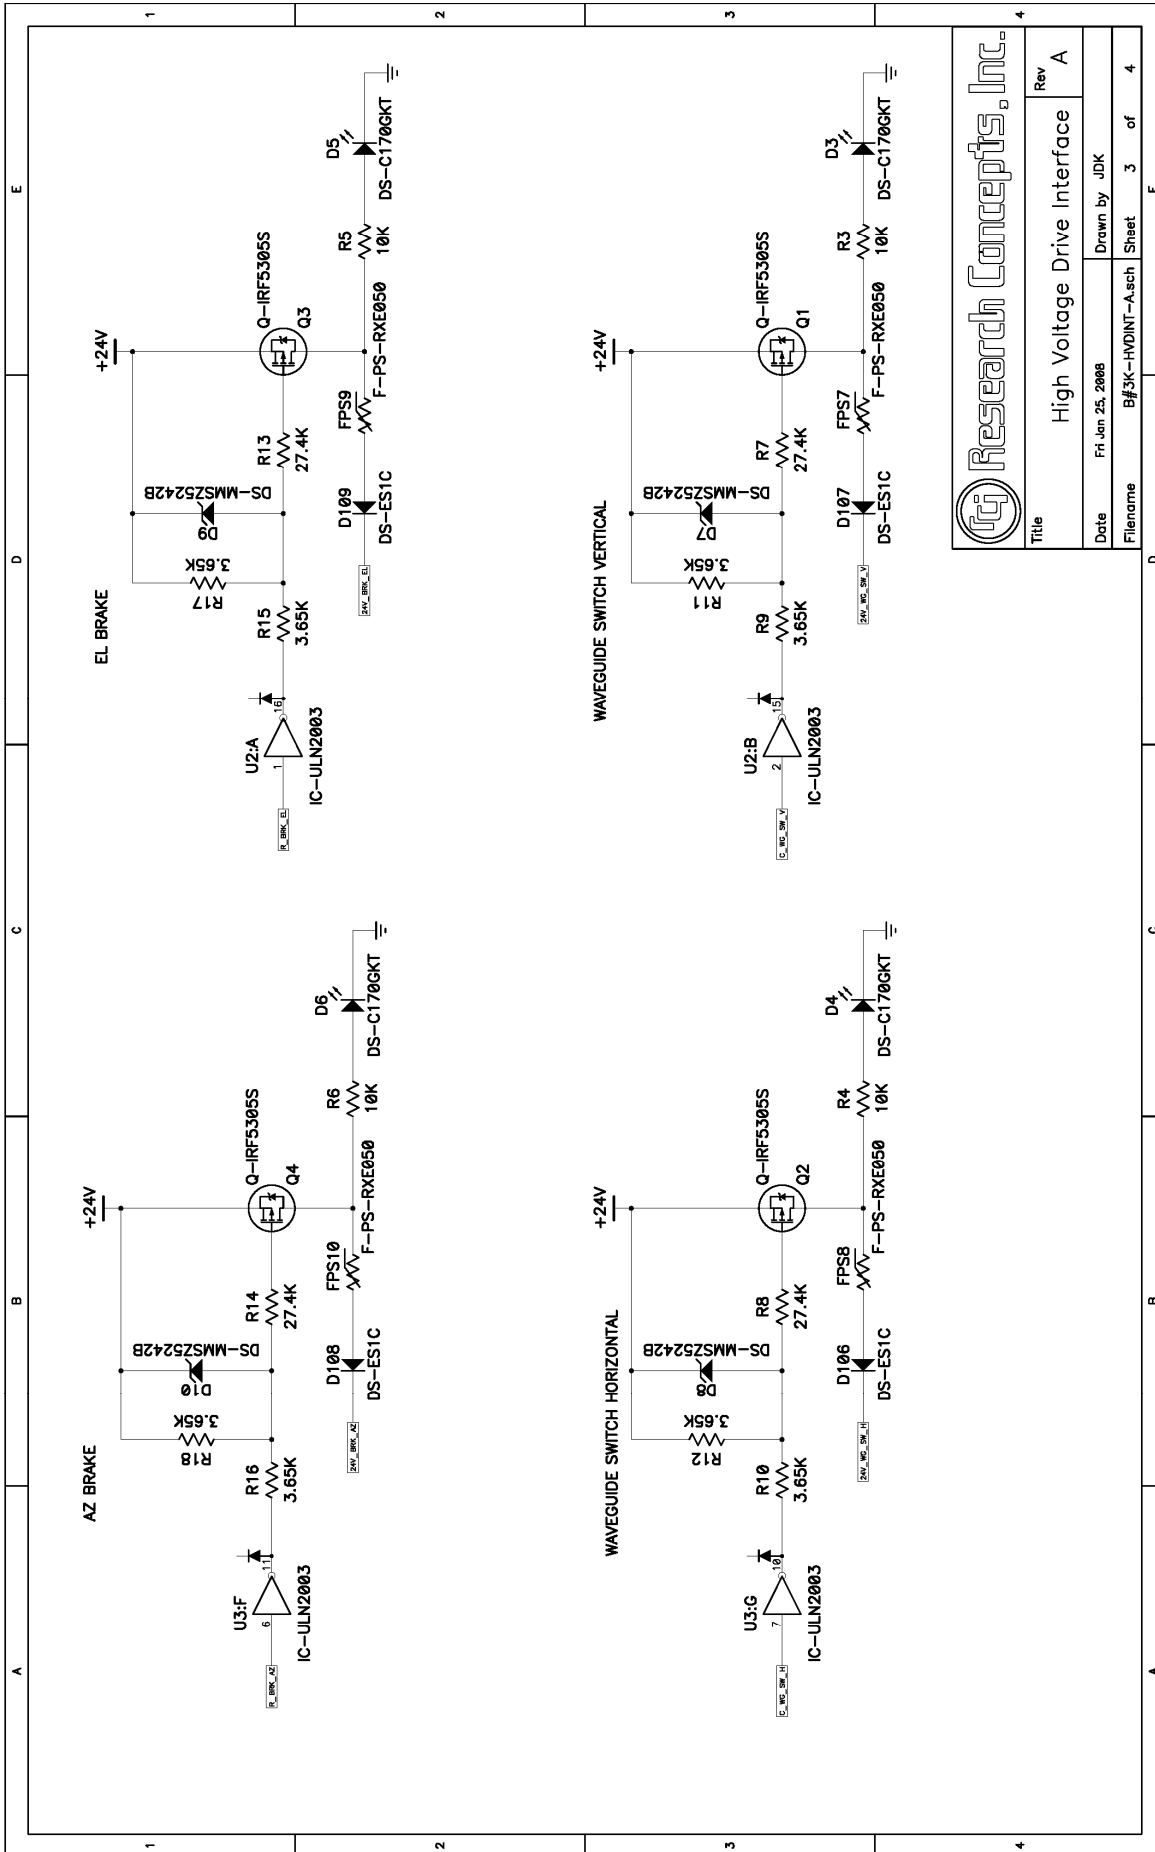 A
B
C
D
E
1
2
3
4
AZ BRAKE
+24V
Q-IRF5305S
Q4
DS-MMSZ5242B
D10
3.65K
R18
R16
3.65K
R14
27.4K
U3:F
6
11
IC-ULN2003
R_BRK_AZ
24V_BRK_AZ
D108
DS-ES1C
FPS10
F-PS-RXE050
R6
10K
D6
DS-C170GKT
EL BRAKE
+24V
Q-IRF5305S
Q3
DS-MMSZ5242B
D9
3.65K
R17
R15
3.65K
R13
27.4K
U2:A
1
16
IC-ULN2003
R_BRK_EL
24V_BRK_EL
D109
DS-ES1C
FPS9
F-PS-RXE050
R5
10K
D5
DS-C170GKT
WAVEGUIDE SWITCH HORIZONTAL
+24V
Q-IRF5305S
Q2
DS-MMSZ5242B
D8
3.65K
R12
R10
3.65K
R8
27.4K
U3:G
7
10
IC-ULN2003
C_WG_SW_H
24V_WG_SW_H
D106
DS-ES1C
FPS8
F-PS-RXE050
R4
10K
D4
DS-C170GKT
WAVEGUIDE SWITCH VERTICAL
+24V
Q-IRF5305S
Q1
DS-MMSZ5242B
D7
3.65K
R11
R9
3.65K
R7
27.4K
U2:B
2
15
IC-ULN2003
C_WG_SW_V
24V_WG_SW_V
D107
DS-ES1C
FPS7
F-PS-RXE050
R3
10K
D3
DS-C170GKT
rci Research Concepts, Inc.
Title
High Voltage Drive Interface
Rev
A
Date Fri Jan 25, 2008 Drawn by JDK
Filename B#3K-HVDINT-A.sch Sheet 3 of 4
1
2
3
4
A
B
C
D
E